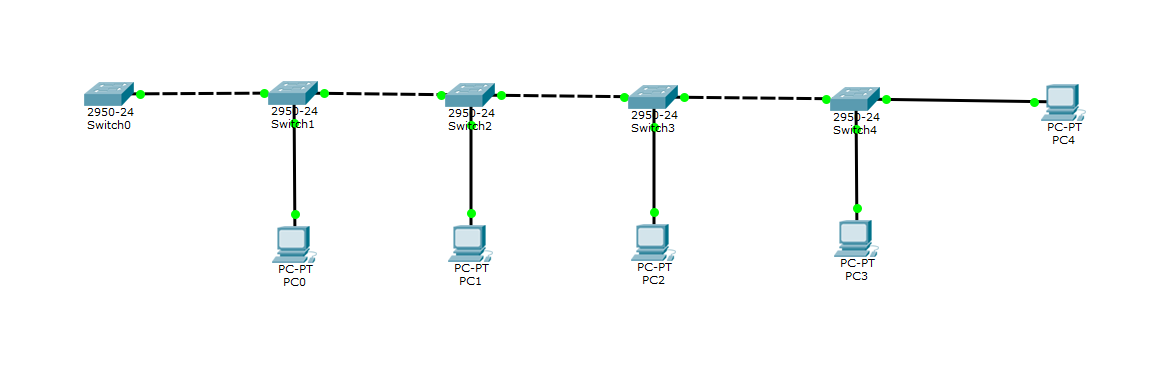 2950-24
Switch0
2950-24
Switch1
2950-24
Switch2
2950-24
Switch3
2950-24
Switch4
PC-PT
PC4
PC-PT
PC0
PC-PT
PC1
PC-PT
PC2
PC-PT
PC3